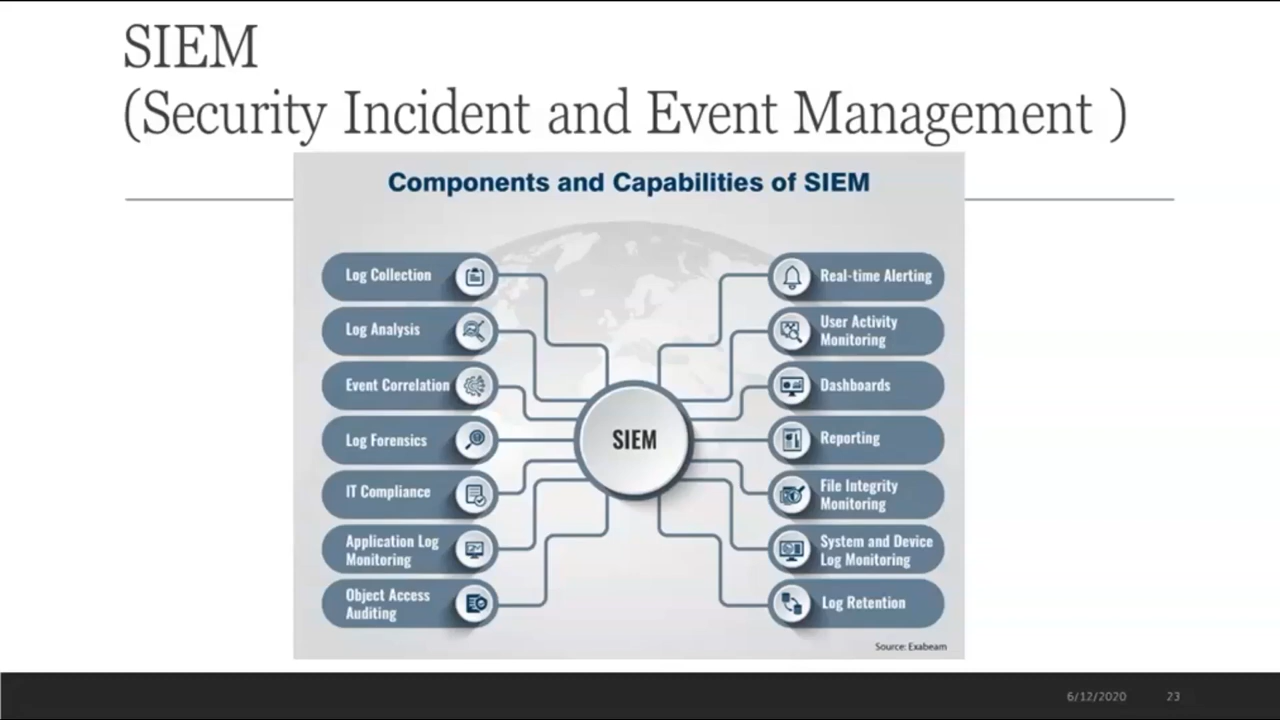 SIEM
(Security Incident and Event Management )
Components and Capabilities of SIEM
Log Collection
Log Analysis
Event Correlation
Log Forensics
IT Compliance
Application Log
Monitoring
Object Access
Auditing
SIEM
Real-time Alerting
User Activity
Monitoring
Dashboards
Reporting
File Integrity
Monitoring
System and Device
Log Monitoring
Log Retention
Source: Exabeam
6/12/2020
23